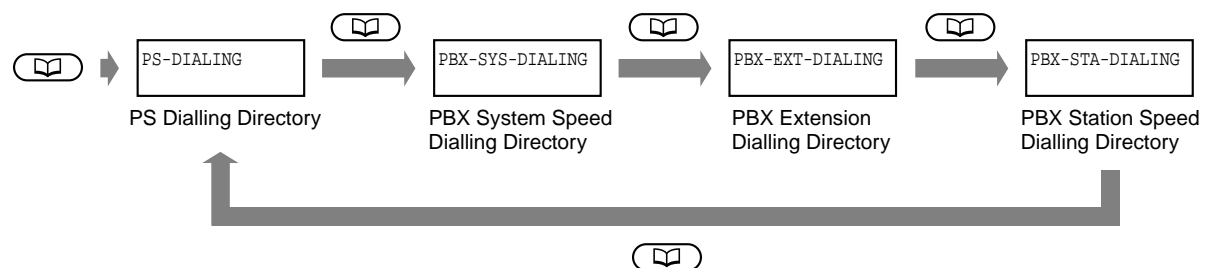 PS-DIALING
PBX-SYS-DIALING
PBX-EXT-DIALING
PBX-STA-DIALING
PS Dialling Directory
PBX System Speed
Dialling Directory
PBX Extension
Dialling Directory
PBX Station Speed
Dialling Directory